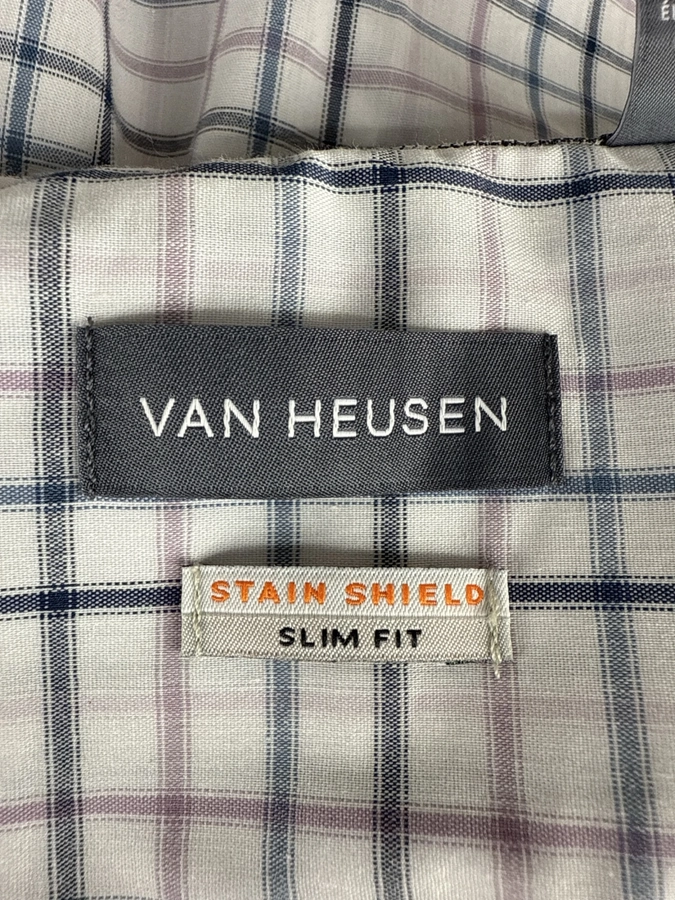 VAN HEUSEN
STAIN SHIELD
SLIM FIT